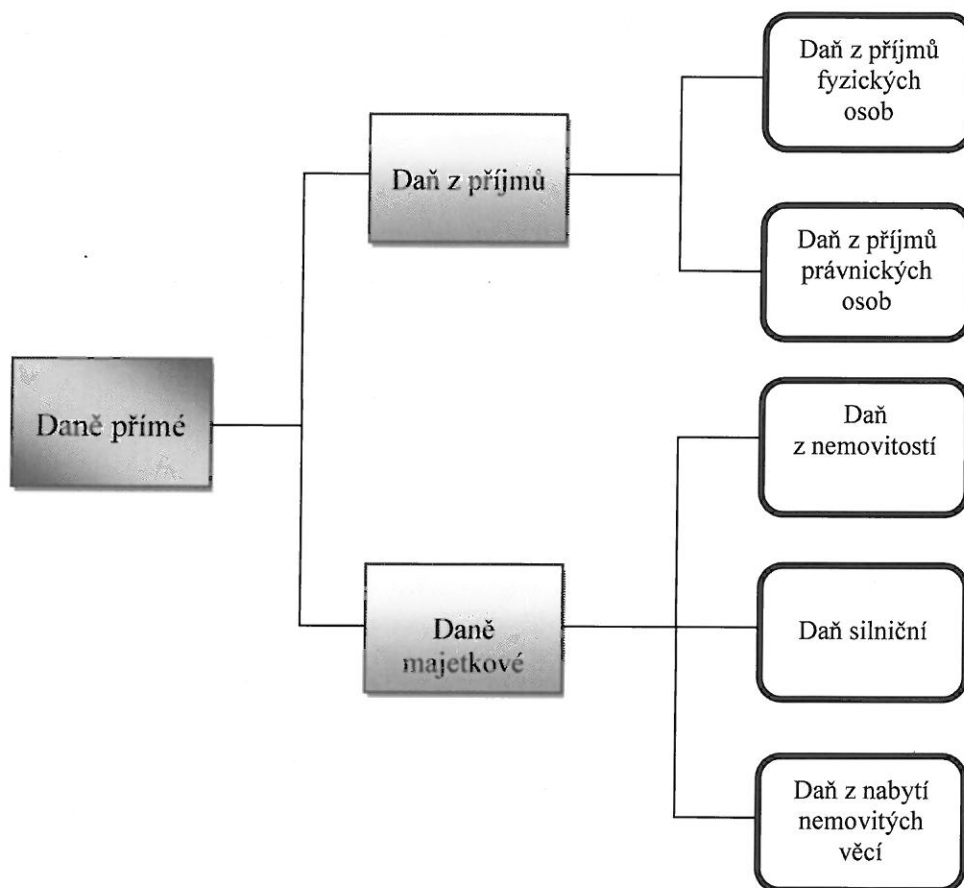 Daně přímé
Daň z příjmů
Daň z příjmů
fyzických
osob
Daň z příjmů
právnických
osob
Daně
majetkové
Daň
z nemovitostí
Daň silniční
Daň z nabytí
nemovitých
věcí